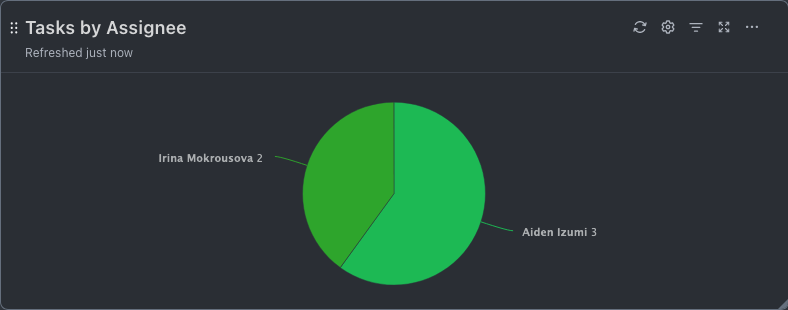 Tasks by Assignee
Refreshed just now
Irina Mokrousova 2
Aiden Izumi 3